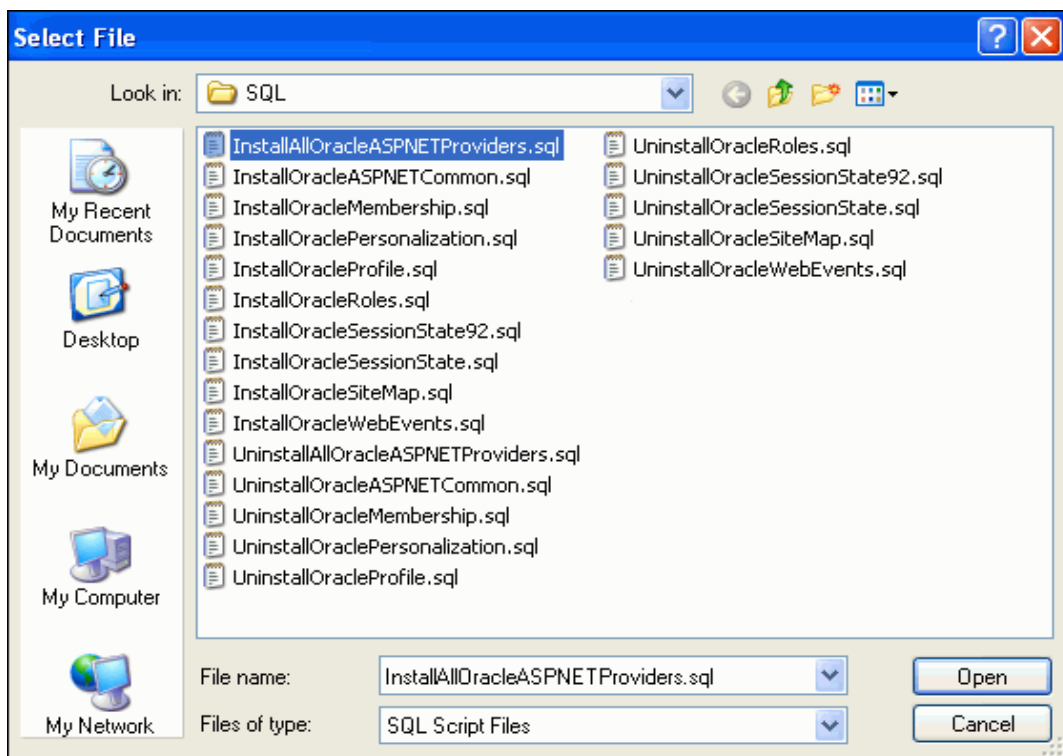 Select File
Look in: SQL
My Recent Documents
Desktop
My Documents
My Computer
My Network
InstallAllOracleASPNETProviders.sql
InstallOracleASPNETCommon.sql
InstallOracleMembership.sql
InstallOraclePersonalization.sql
InstallOracleProfile.sql
InstallOracleRoles.sql
InstallOracleSessionState92.sql
InstallOracleSessionState.sql
InstallOracleSiteMap.sql
InstallOracleWebEvents.sql
UninstallAllOracleASPNETProviders.sql
UninstallOracleASPNETCommon.sql
UninstallOracleMembership.sql
UninstallOraclePersonalization.sql
UninstallOracleProfile.sql
UninstallOracleRoles.sql
UninstallOracleSessionState92.sql
UninstallOracleSessionState.sql
UninstallOracleSiteMap.sql
UninstallOracleWebEvents.sql
File name: InstallAllOracleASPNETProviders.sql Open
Files of type: SQL Script Files Cancel